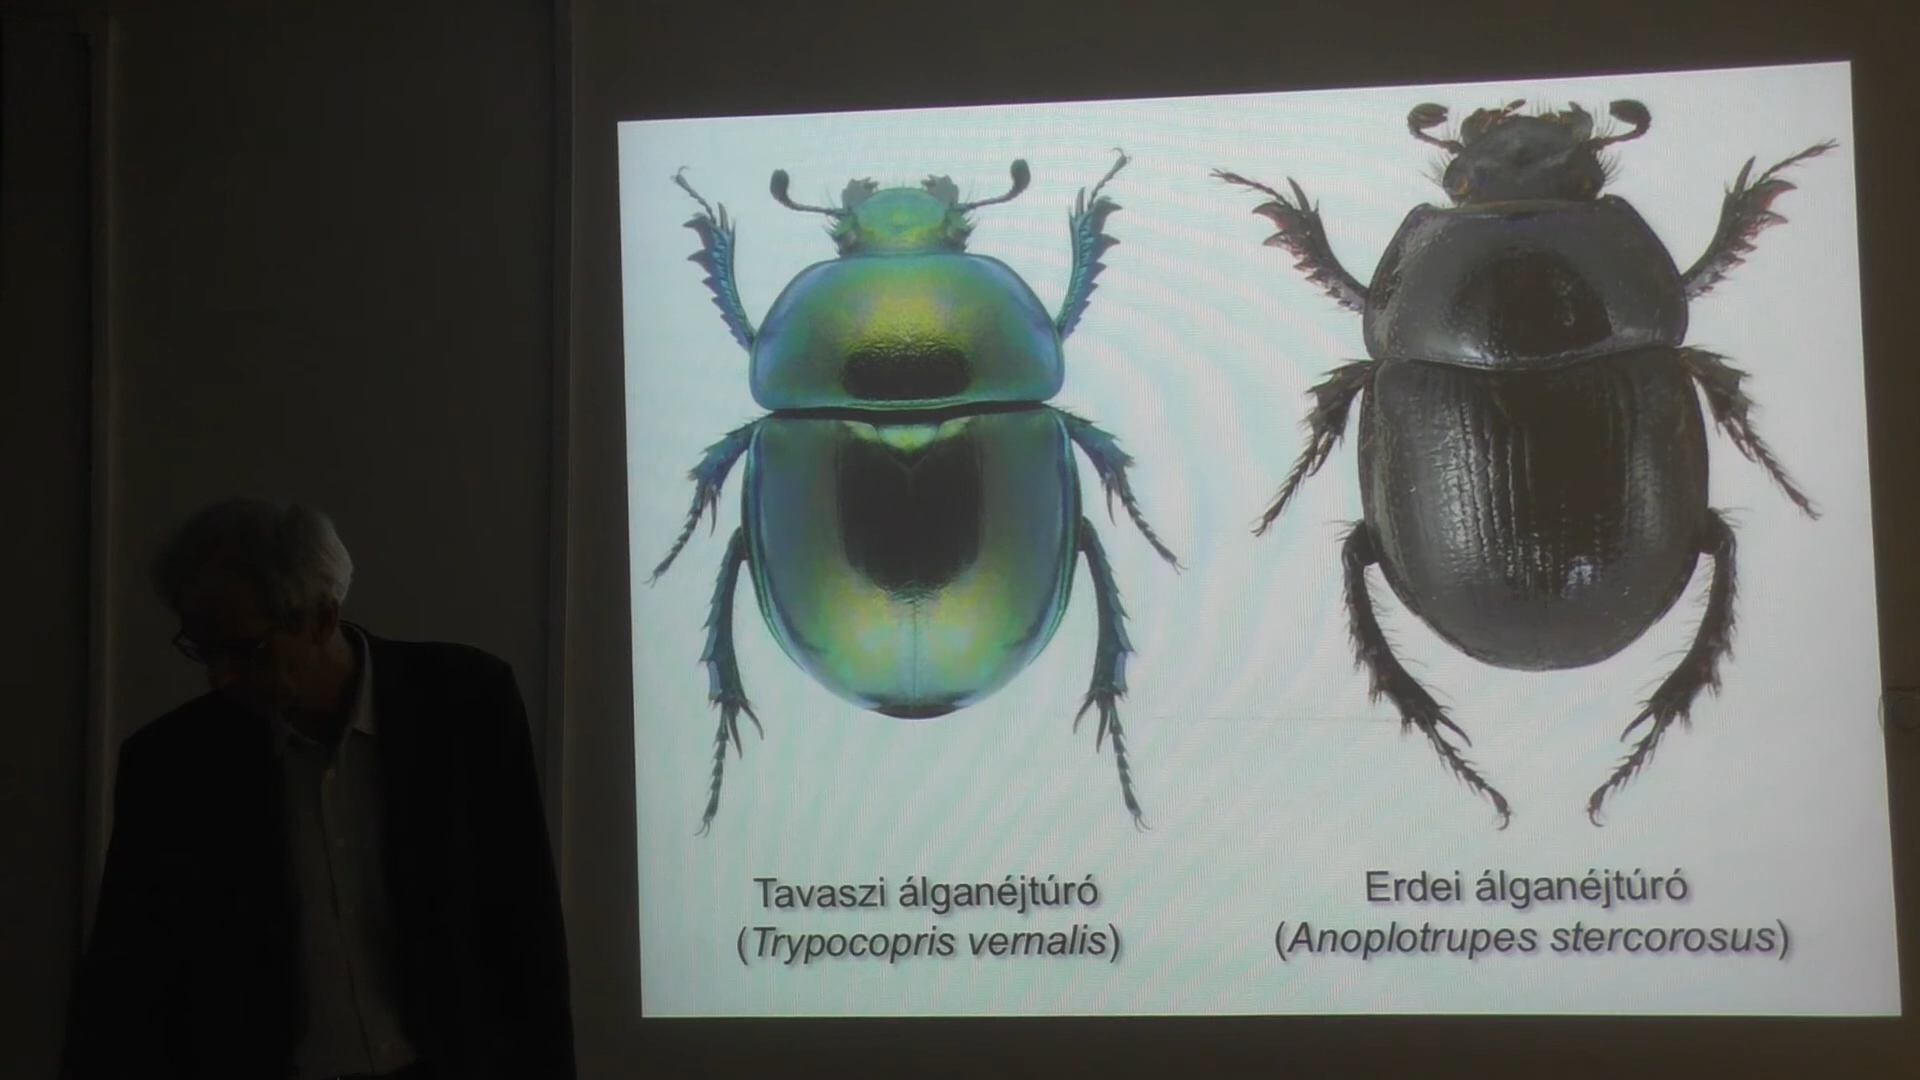 Tavaszi álganéjtúró
(Trypocopris vernalis)
Erdei álganéjtúró
(Anoplotrupes stercorosus)